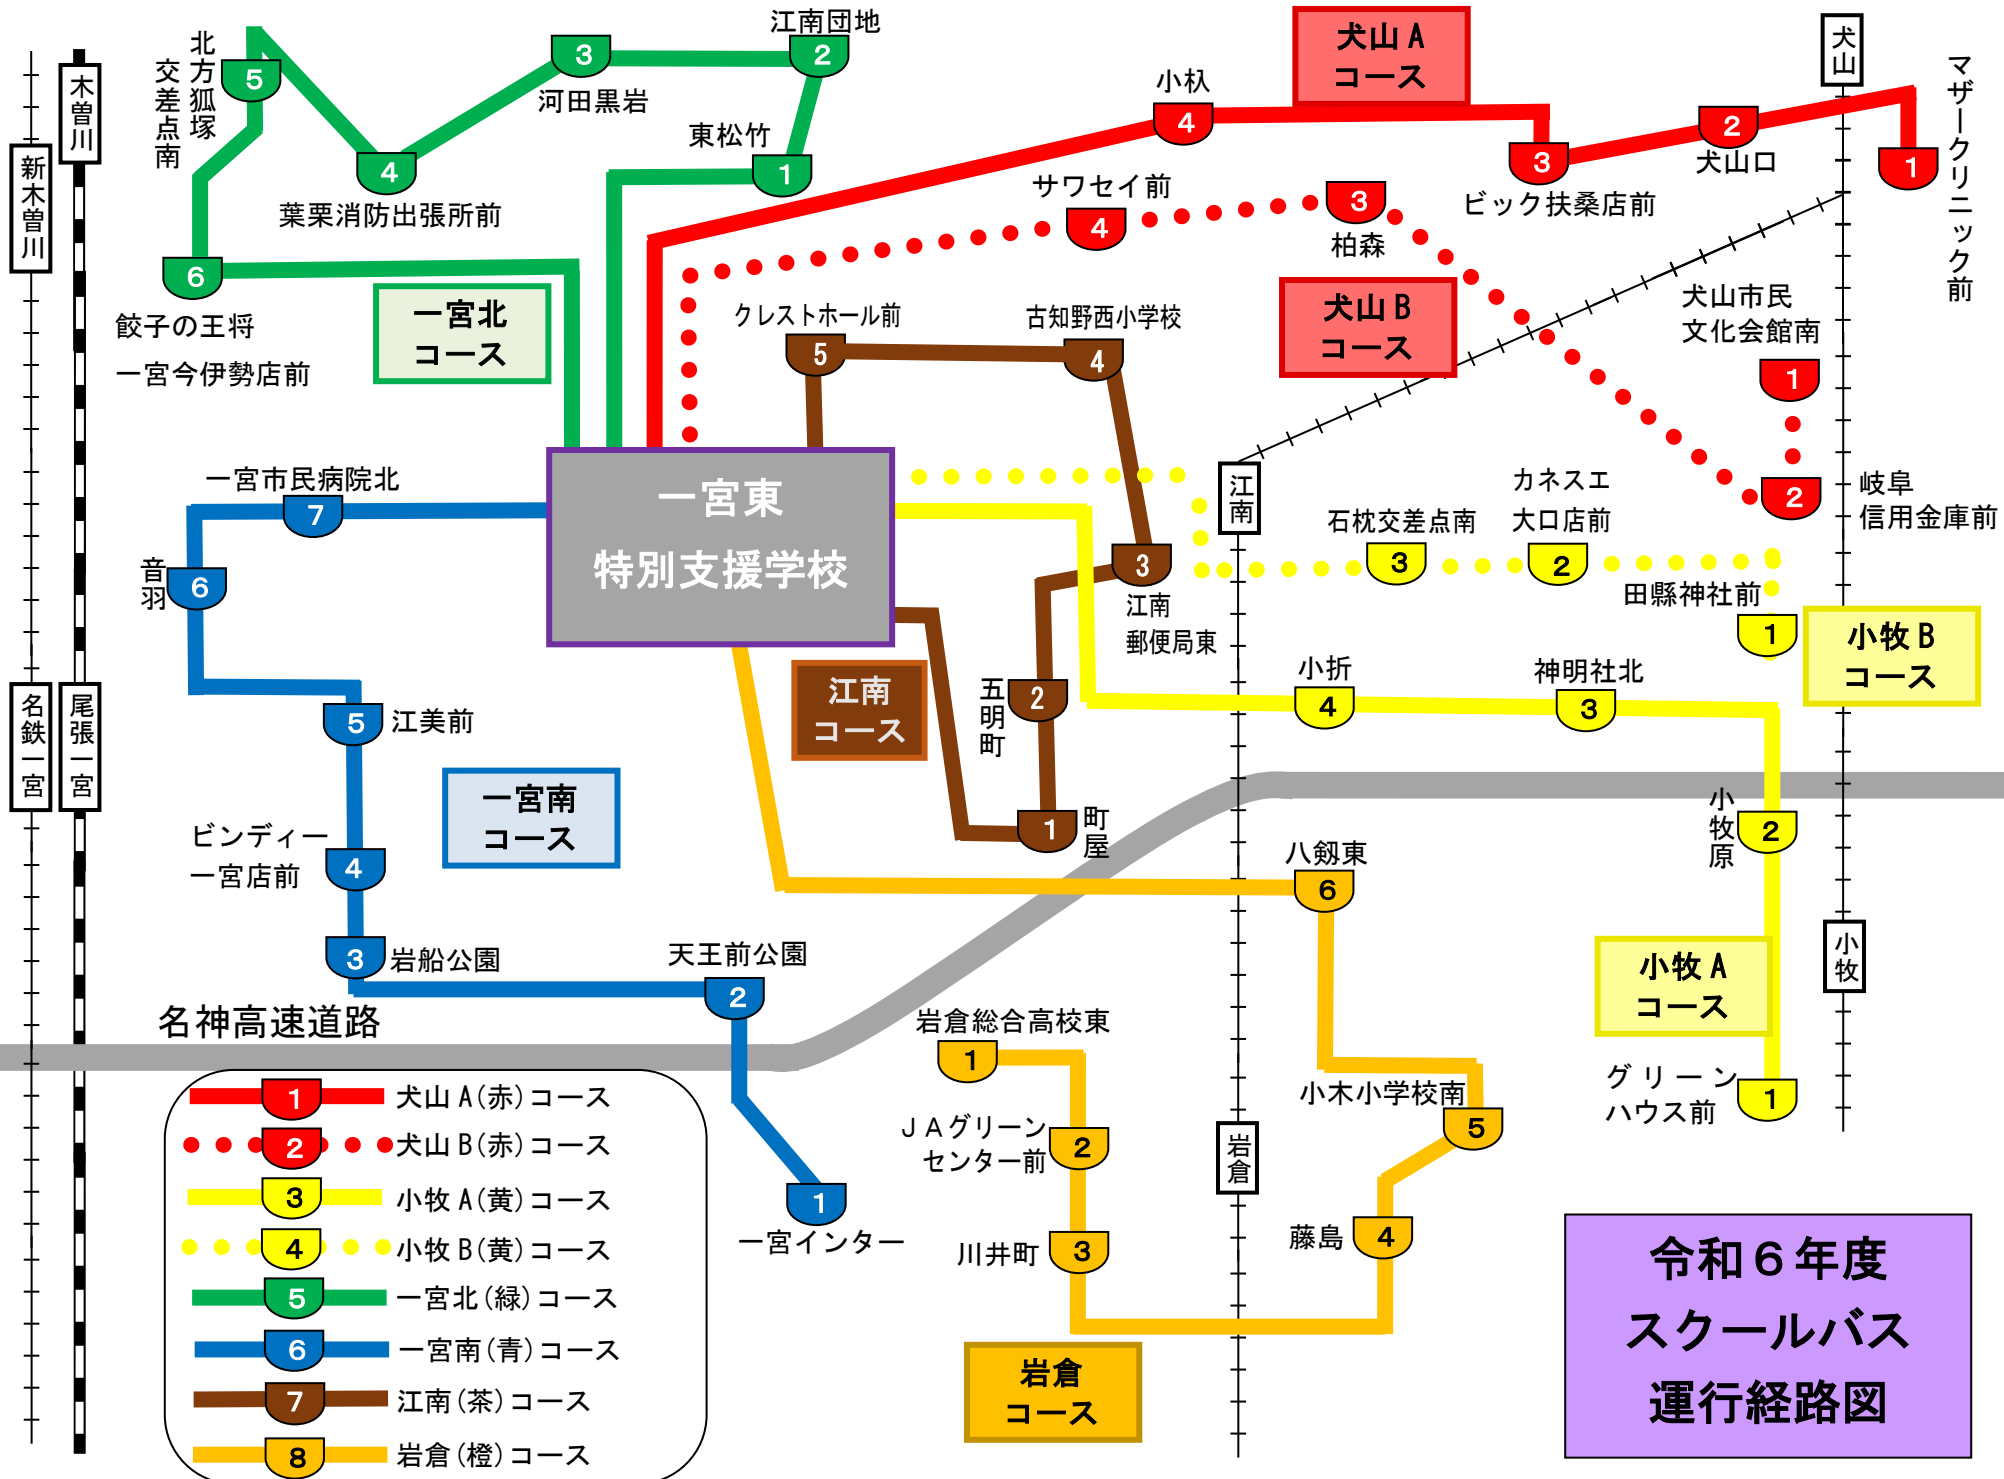 江南団地
2
犬山 A
コース
犬山
マザークリニック前
北方狐塚
交差点南
5
3
河田黒岩
木曽川
小杁
4
2
犬山口
1
3
ビック扶桑店前
東松竹
1
新木曽川
4
葉栗消防出張所前
サワセイ前
4
3
柏森
6
餃子の王将
一宮今伊勢店前
一宮北
コース
クレストホール前
5
古知野西小学校
4
犬山 B
コース
犬山市民
文化会館南
1
2
岐阜
信用金庫前
一宮市民病院北
7
一宮東
特別支援学校
江南
石枕交差点南
3
カネスエ
大口店前
2
音羽
6
3
江南
郵便局東
田縣神社前
1
小牧 B
コース
名鉄一宮
尾張一宮
5
江美前
江南
コース
五明町
2
小折
4
神明社北
3
一宮南
コース
1
町屋
小牧原
2
ビンディー
一宮店前
4
八剱東
6
3
岩船公園
天王前公園
2
小牧 A
コース
小牧
名神高速道路
岩倉総合高校東
1
グリーン
ハウス前
1
小木小学校南
5
JAグリーン
センター前
2
岩倉
1
一宮インター
川井町
3
藤島
4
岩倉
コース
1
犬山 A(赤)コース
2
犬山 B(赤)コース
3
小牧 A(黄)コース
4
小牧 B(黄)コース
5
一宮北(緑)コース
6
一宮南(青)コース
7
江南(茶)コース
8
岩倉(橙)コース
令和６年度
スクールバス
運行経路図